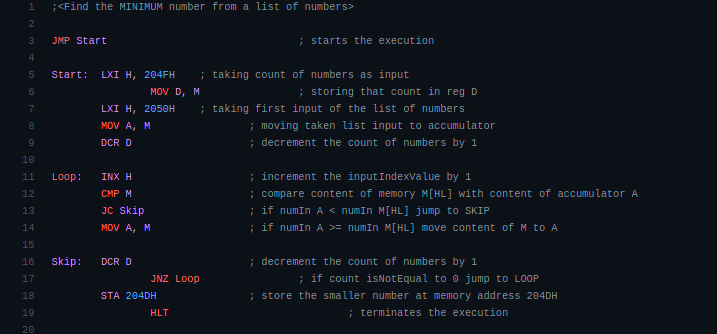 1 ;<Find the MINIMUM number from a list of numbers>
2
3 JMP Start ; starts the execution
4
5 Start: LXI H, 204FH ; taking count of numbers as input
6 MOV D, M ; storing that count in reg D
7 LXI H, 2050H ; taking first input of the list of numbers
8 MOV A, M ; moving taken list input to accumulator
9 DCR D ; decrement the count of numbers by 1
10
11 Loop: INX H ; increment the inputIndexValue by 1
12 CMP M ; compare content of memory M[HL] with content of accumulator A
13 JC Skip ; if numIn A < numIn M[HL] jump to SKIP
14 MOV A, M ; if numIn A >= numIn M[HL] move content of M to A
15
16 Skip: DCR D ; decrement the count of numbers by 1
17 JNZ Loop ; if count isNotEqual to 0 jump to LOOP
18 STA 204DH ; store the smaller number at memory address 204DH
19 HLT ; terminates the execution
20